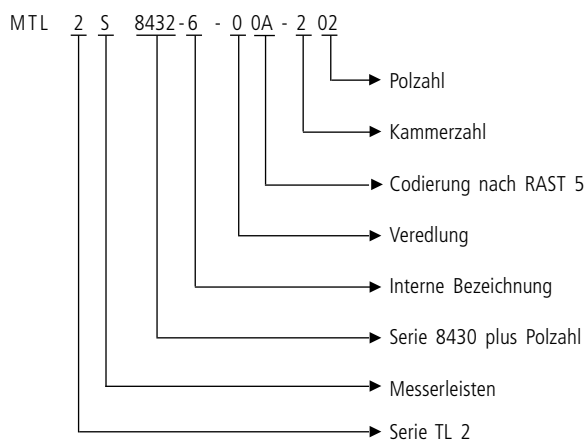 MTL 2 S 8432-6 - 0 0A - 2 02
Polzahl
Kammerzahl
Codierung nach RAST 5
Veredlung
Interne Bezeichnung
Serie 8430 plus Polzahl
Messerleisten
Serie TL 2